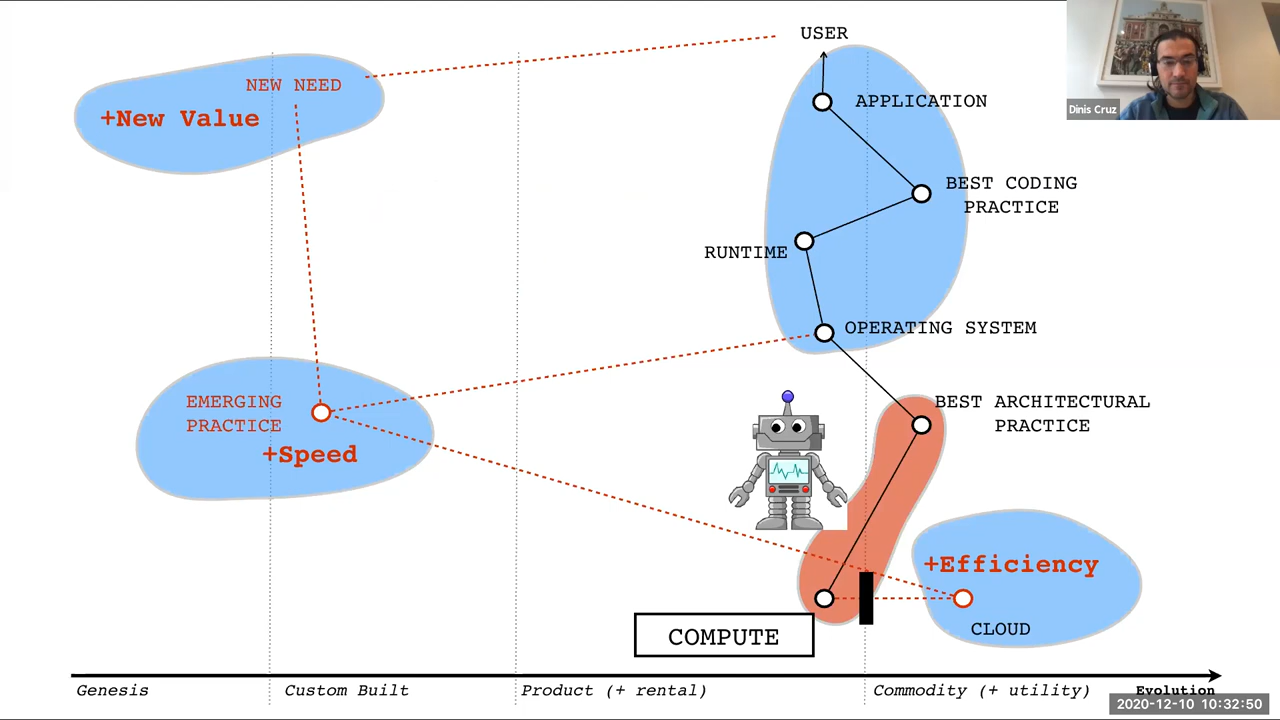 USER
NEW NEED
+New Value
APPLICATION
Dinis Cruz
BEST CODING
PRACTICE
RUNTIME
OPERATING SYSTEM
EMERGING
PRACTICE
+Speed
BEST ARCHITECTURAL
PRACTICE
+Efficiency
CLOUD
COMPUTE
Genesis
Custom Built
Product (+ rental)
Commodity (+ utility)
Evolution
2020-12-10 10:32:50